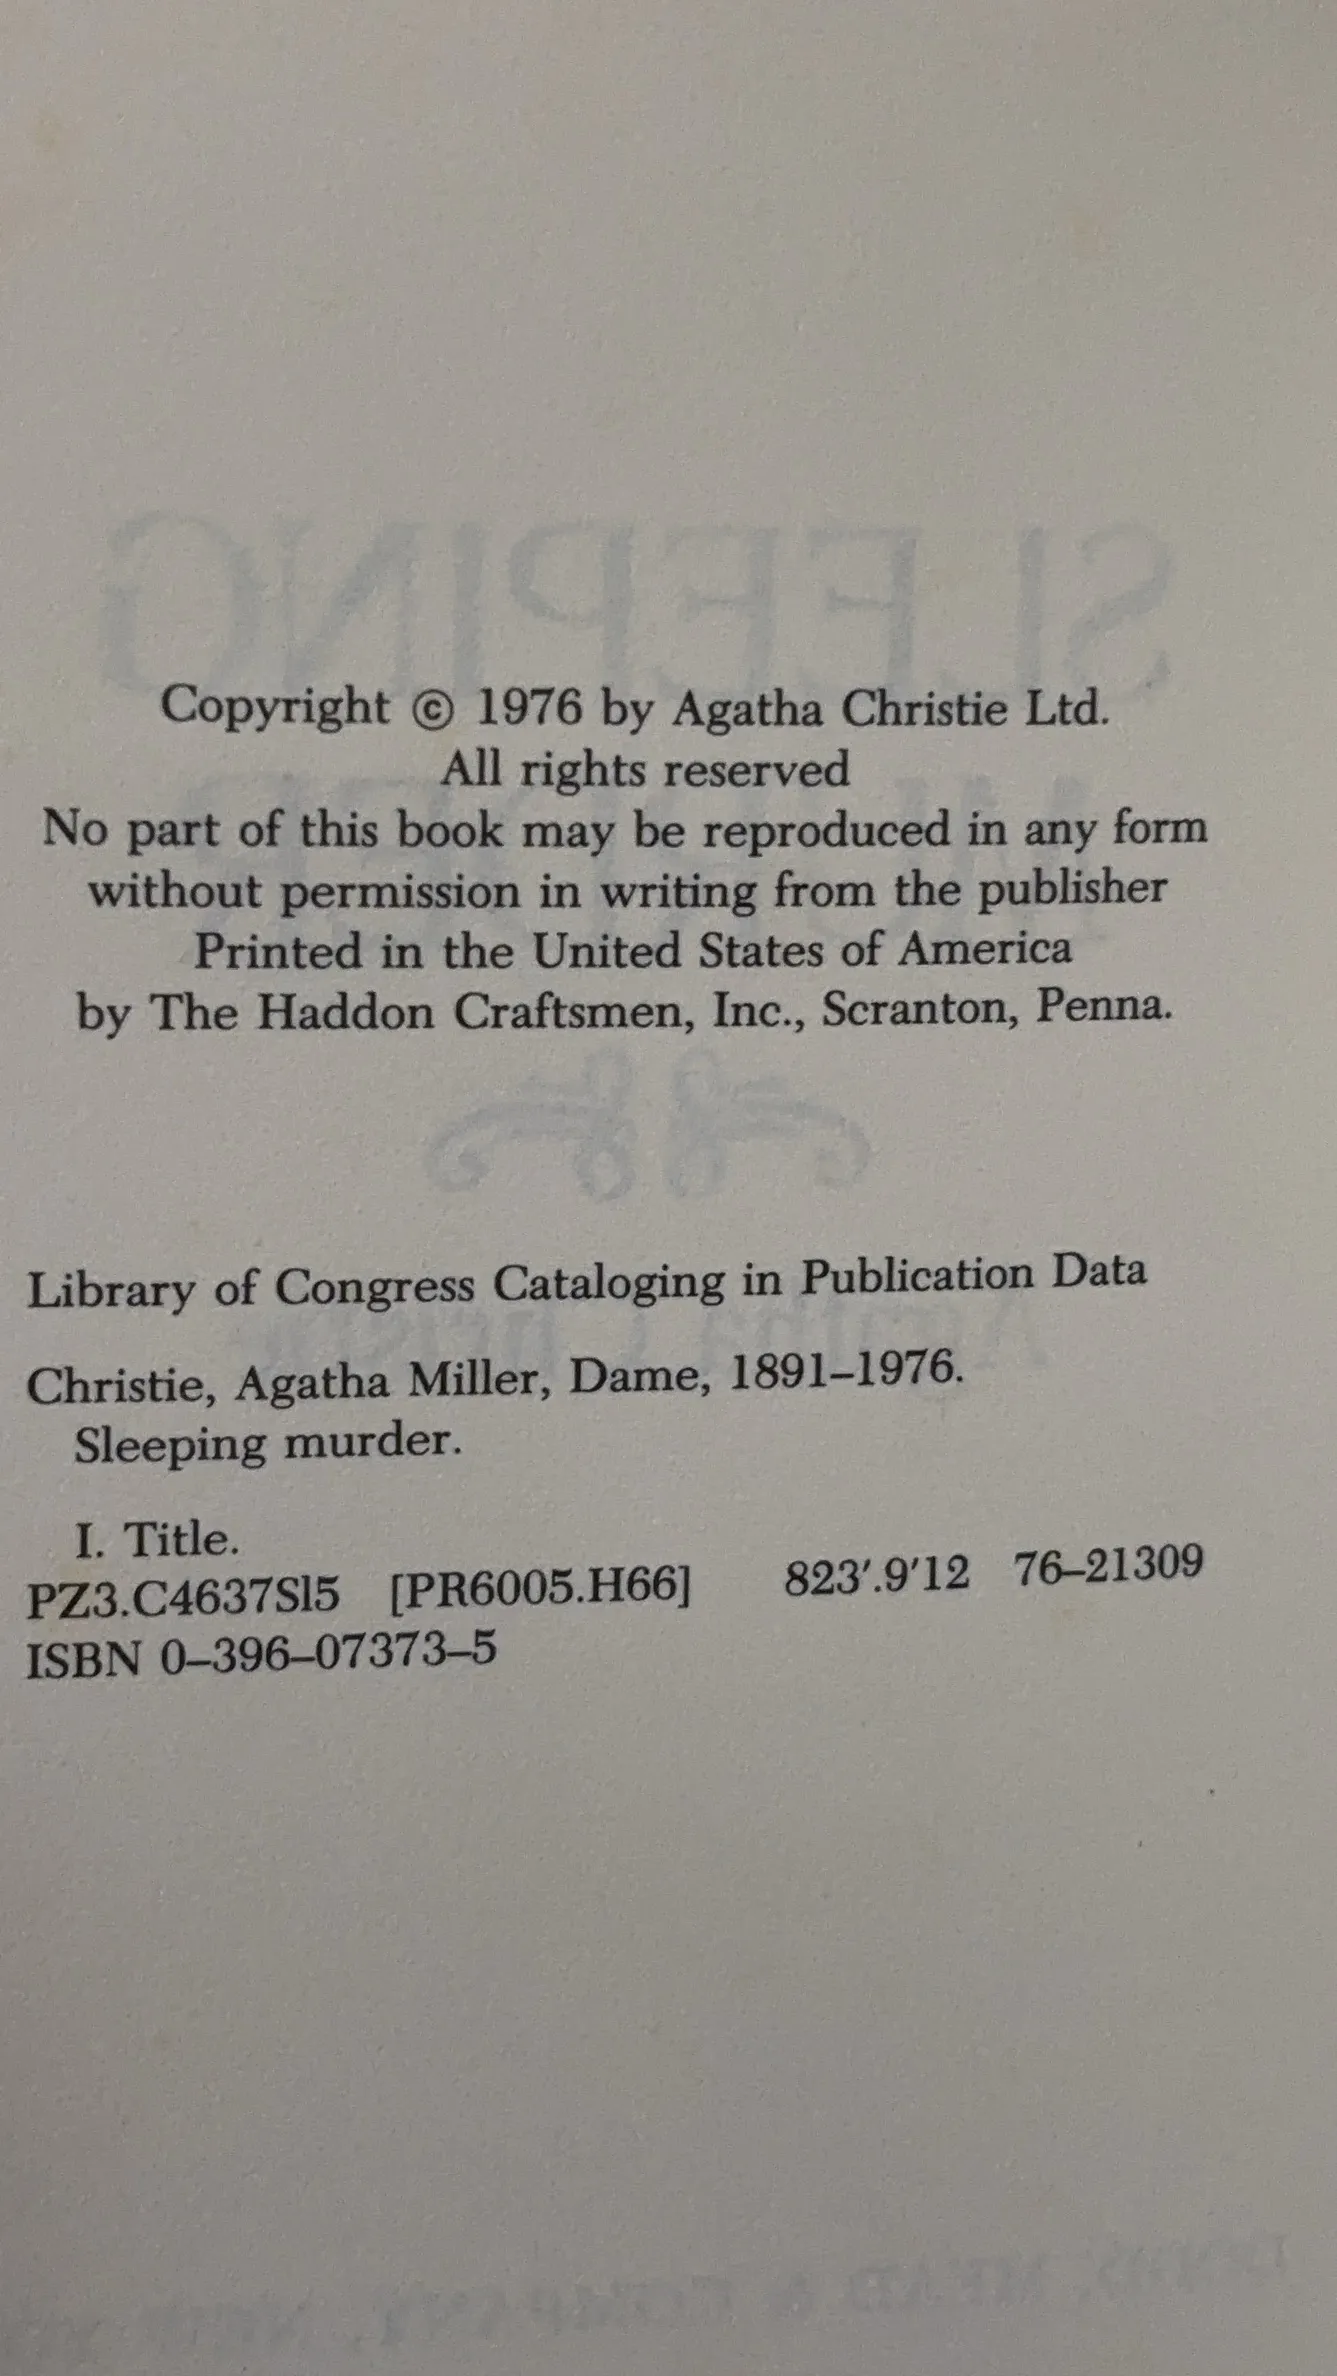 Copyright © 1976 by Agatha Christie Ltd.
All rights reserved
No part of this book may be reproduced in any form
without permission in writing from the publisher
Printed in the United States of America
by The Haddon Craftsmen, Inc., Scranton, Penna.
SLEEPING
Library of Congress Cataloging in Publication Data
Christie, Agatha Miller, Dame, 1891–1976.
Sleeping murder.
I. Title.
PZ3.C4637Sl5 [PR6005.H66] 823'.9'12 76–21309
ISBN 0–396–07373–5